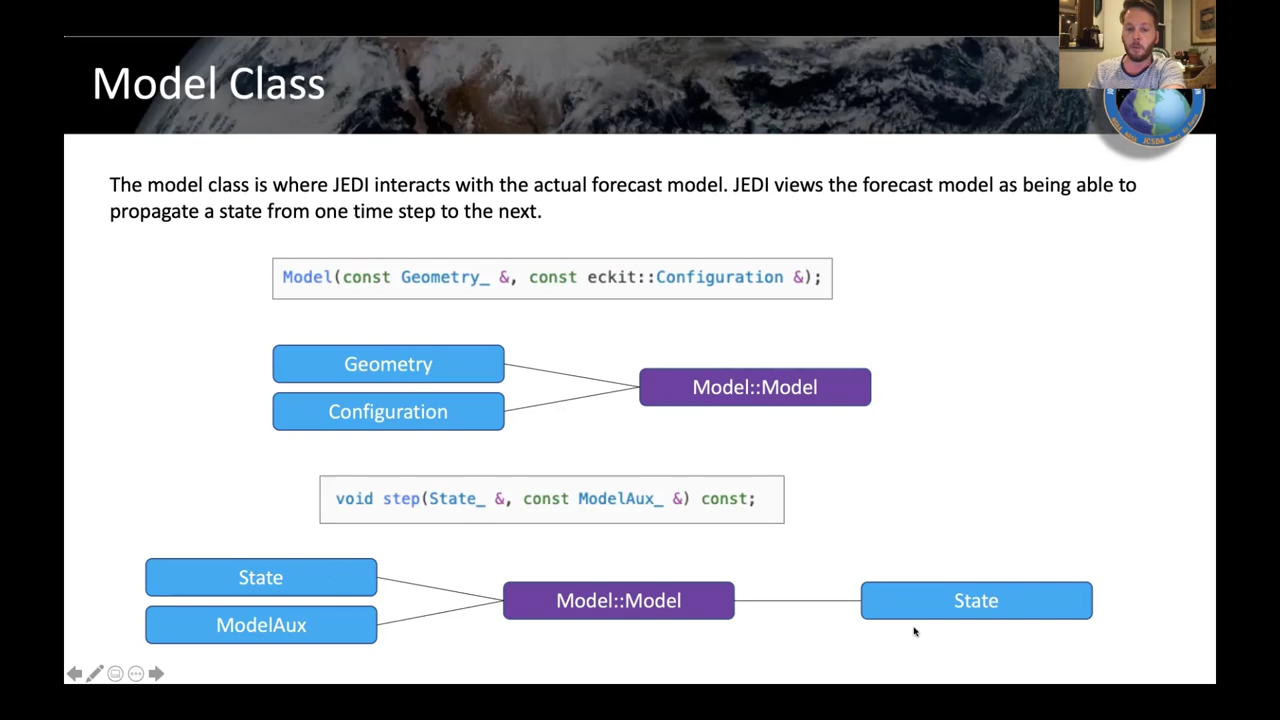 Model Class
The model class is where JEDI interacts with the actual forecast model. JEDI views the forecast model as being able to
propagate a state from one time step to the next.
Model(const Geometry_ &, const eckit::Configuration &);
Geometry
Model::Model
Configuration
void step(State_ &, const ModelAux_ &) const;
State
Model::Model
State
ModelAux
JCSDA